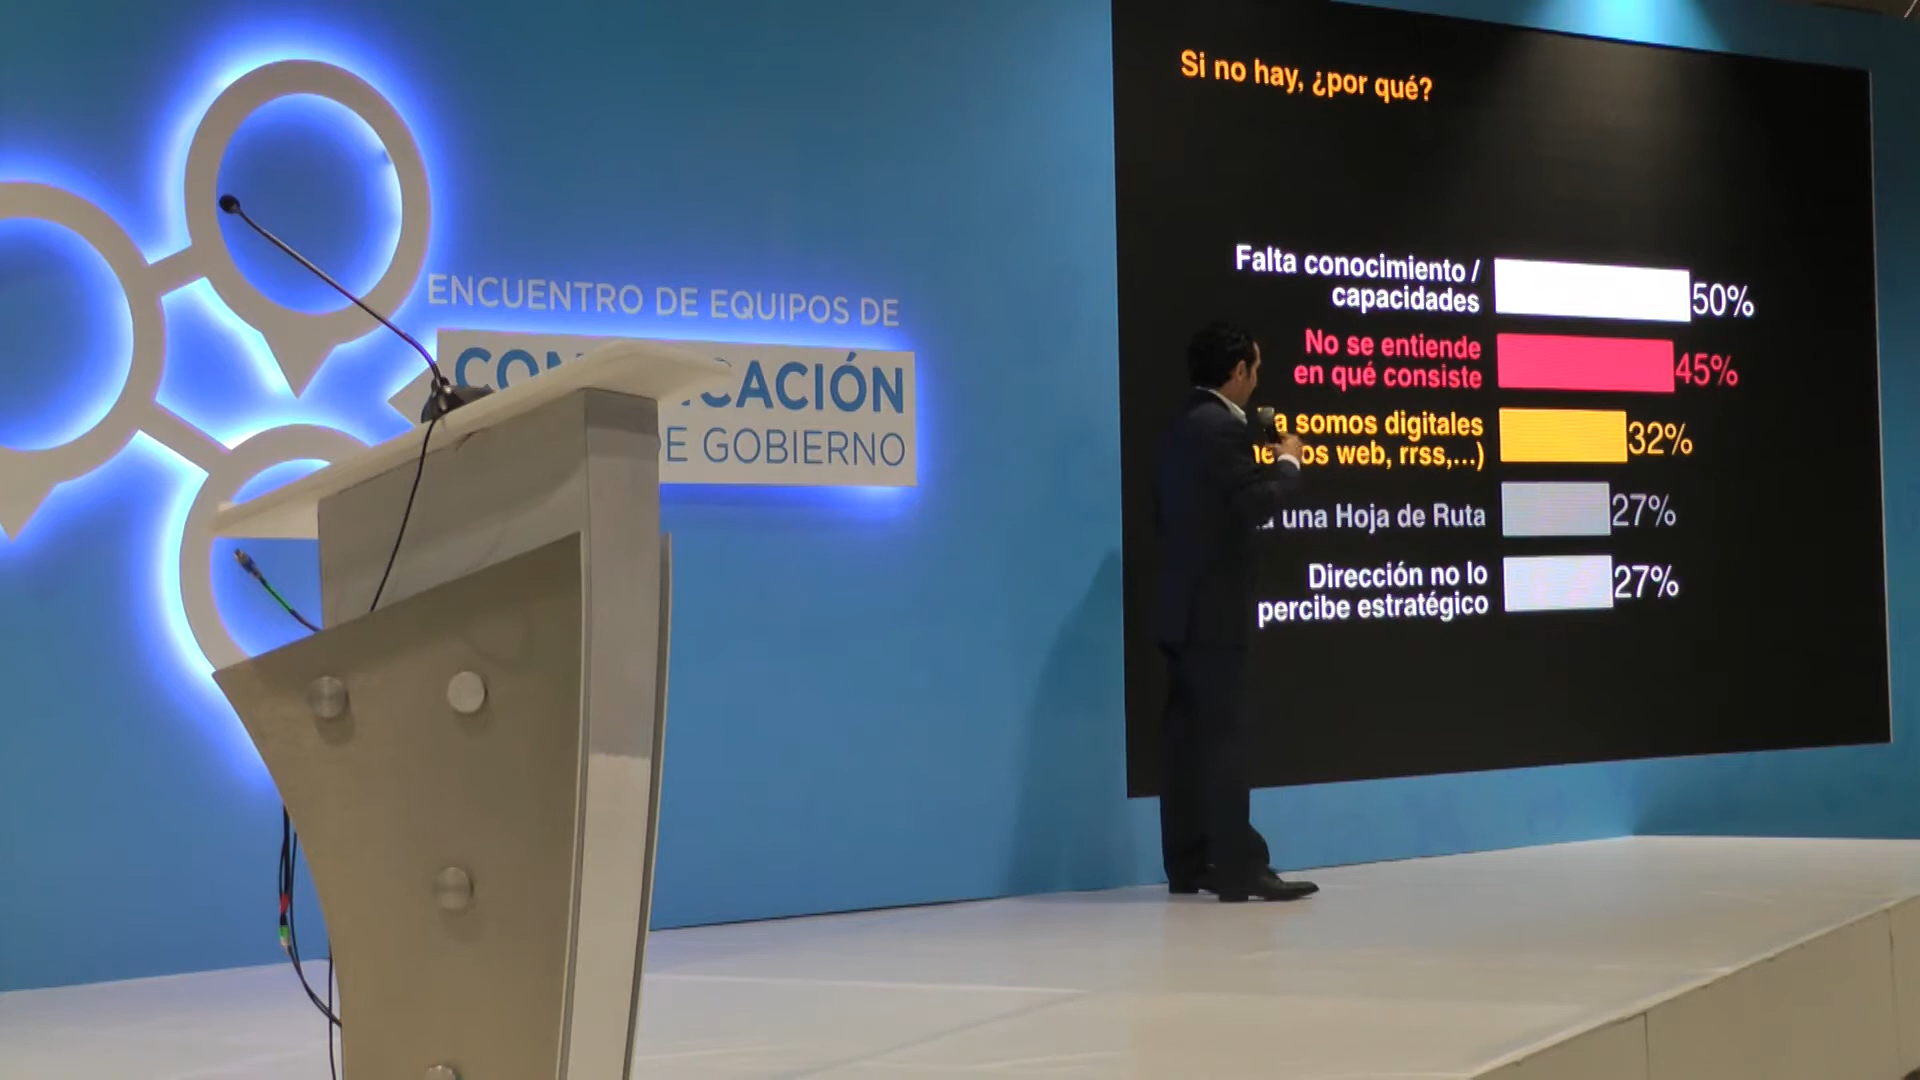 ENCUENTRO DE EQUIPOS DE
DE GOBIERNO
Si no hay, ¿por qué?
Falta conocimiento /
capacidades
50%
No se entiende
en qué consiste
45%
somos digitales
web, rrss,...)
32%
una Hoja de Ruta
27%
Dirección no lo
percibe estratégico
27%